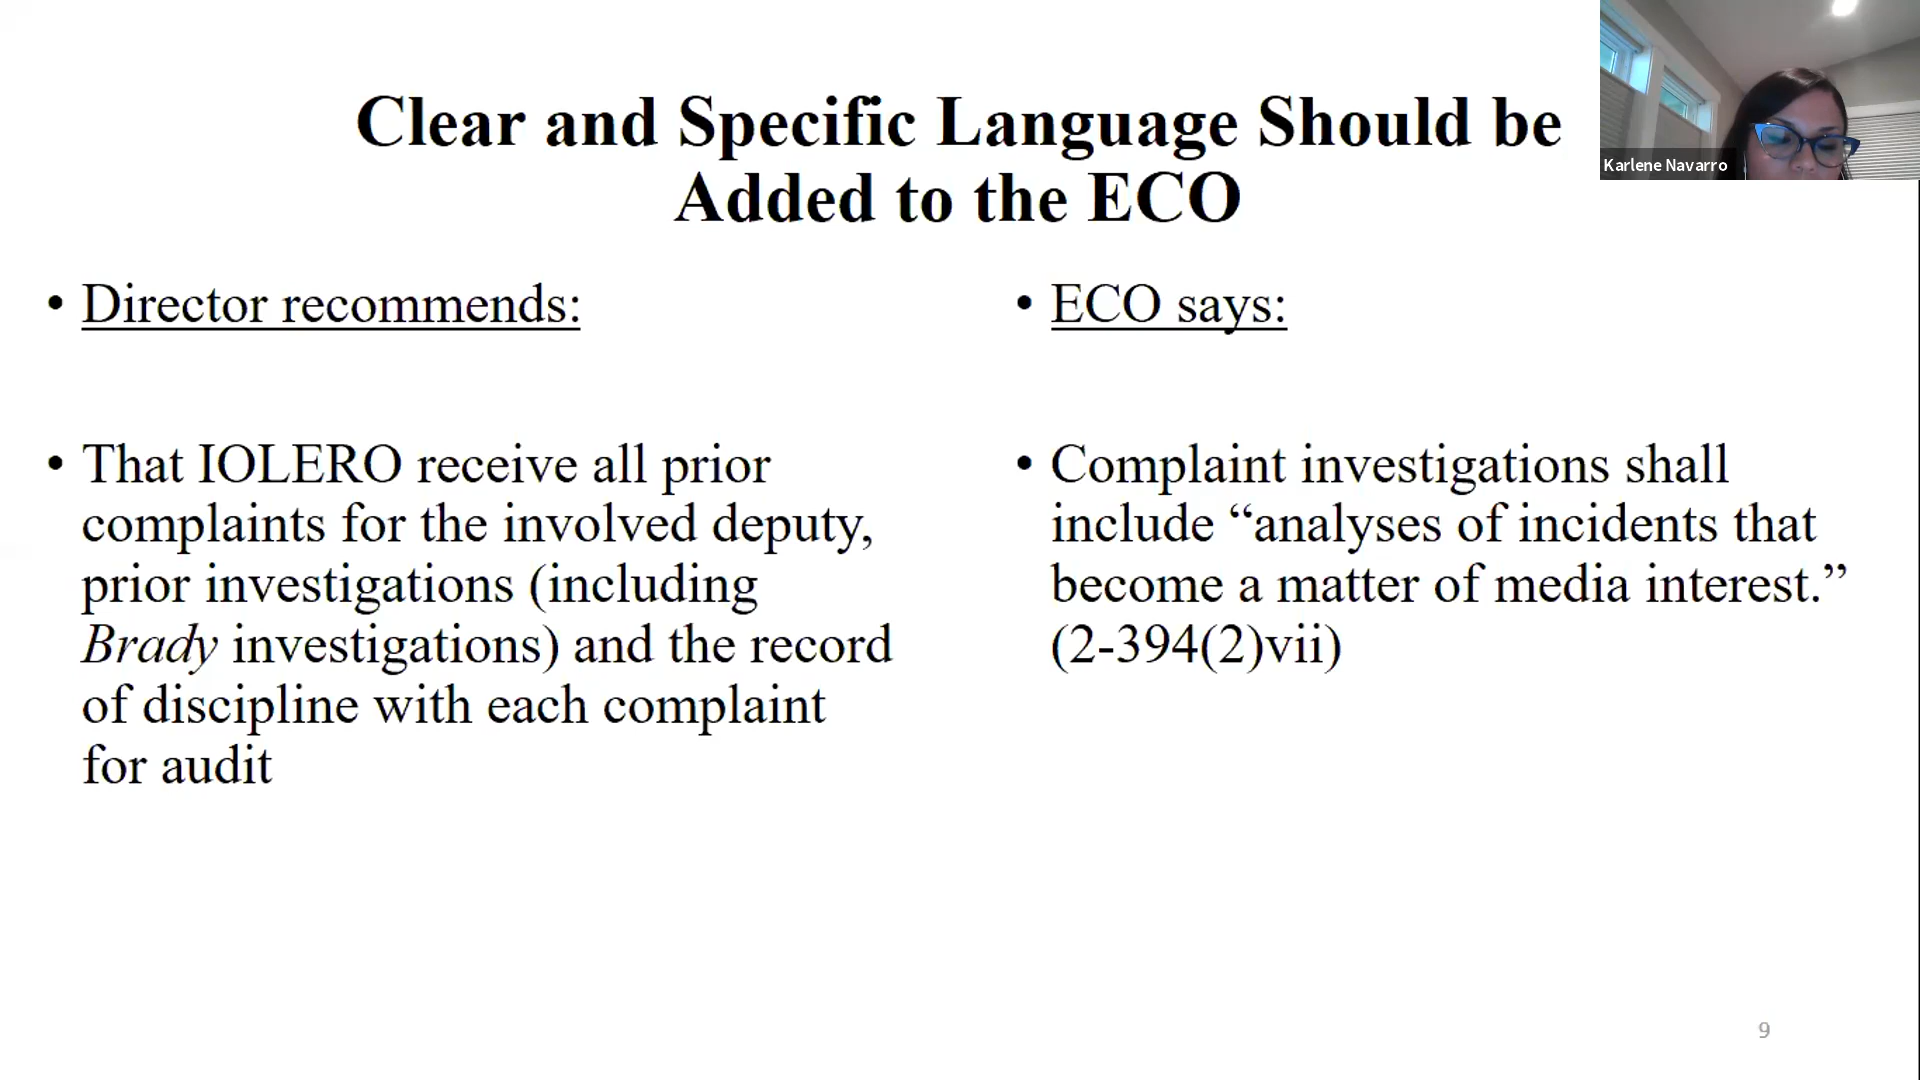 Clear and Specific Language Should be
Added to the ECO
Karlene Navarro
• Director recommends:
• That IOLERO receive all prior
complaints for the involved deputy,
prior investigations (including
Brady investigations) and the record
of discipline with each complaint
for audit
• ECO says:
• Complaint investigations shall
include “analyses of incidents that
become a matter of media interest.”
(2-394(2)vii)
9